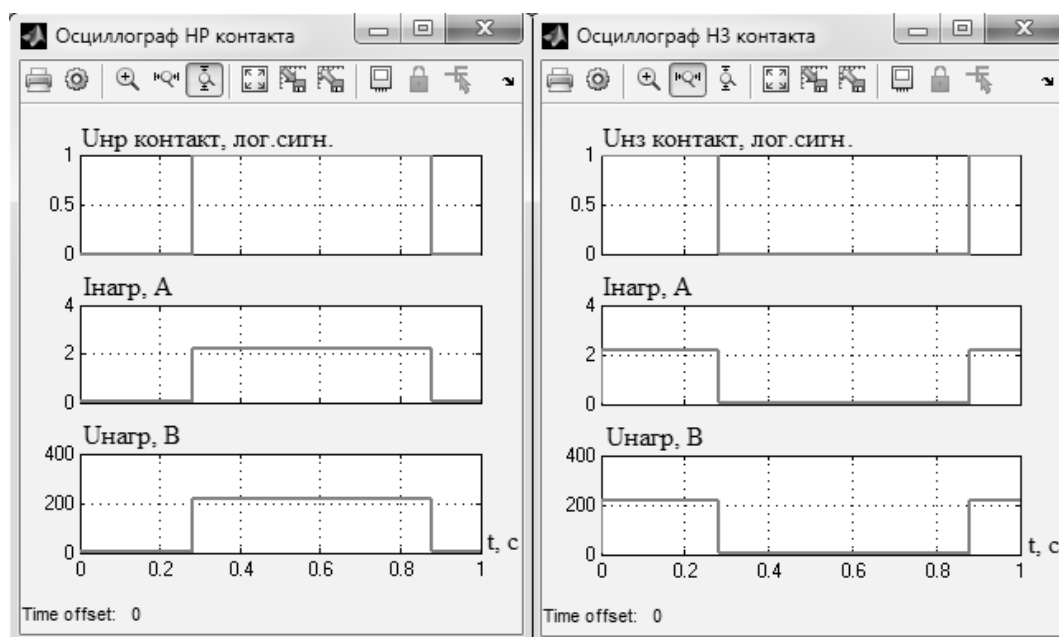 Осциллограф НР контакта
Uнр контакт, лог.сигн.
1
0.5
0
Iнагр, А
4
2
0
Uнагр, В
400
200
0
t, с
0 0.2 0.4 0.6 0.8 1
Time offset: 0
Осциллограф НЗ контакта
Uнз контакт, лог.сигн.
1
0.5
0
Iнагр, А
4
2
0
Uнагр, В
400
200
0
t, с
0 0.2 0.4 0.6 0.8 1
Time offset: 0